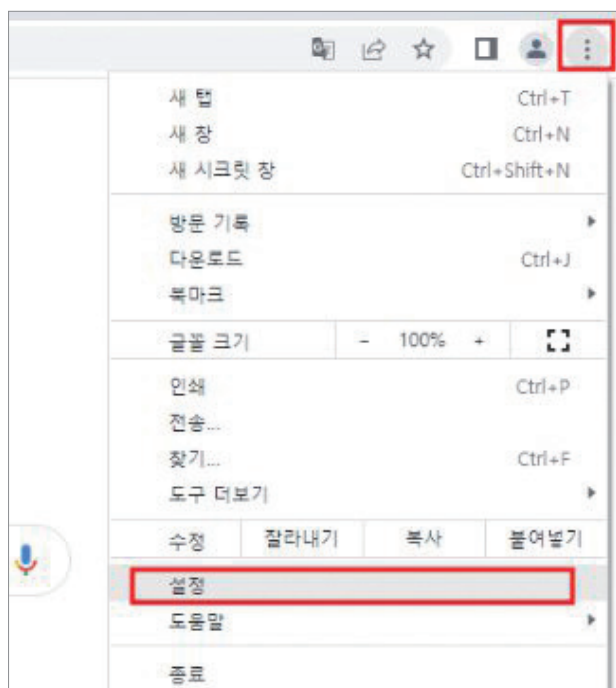 새 탭 Ctrl+T
새 창 Ctrl+N
새 시크릿 창 Ctrl+Shift+N
방문 기록
다운로드 Ctrl+J
북마크
글꼴 크기 - 100% +
인쇄 Ctrl+P
전송...
찾기... Ctrl+F
도구 더보기
수정 잘라내기 복사 붙여넣기
설정
도움말
종료